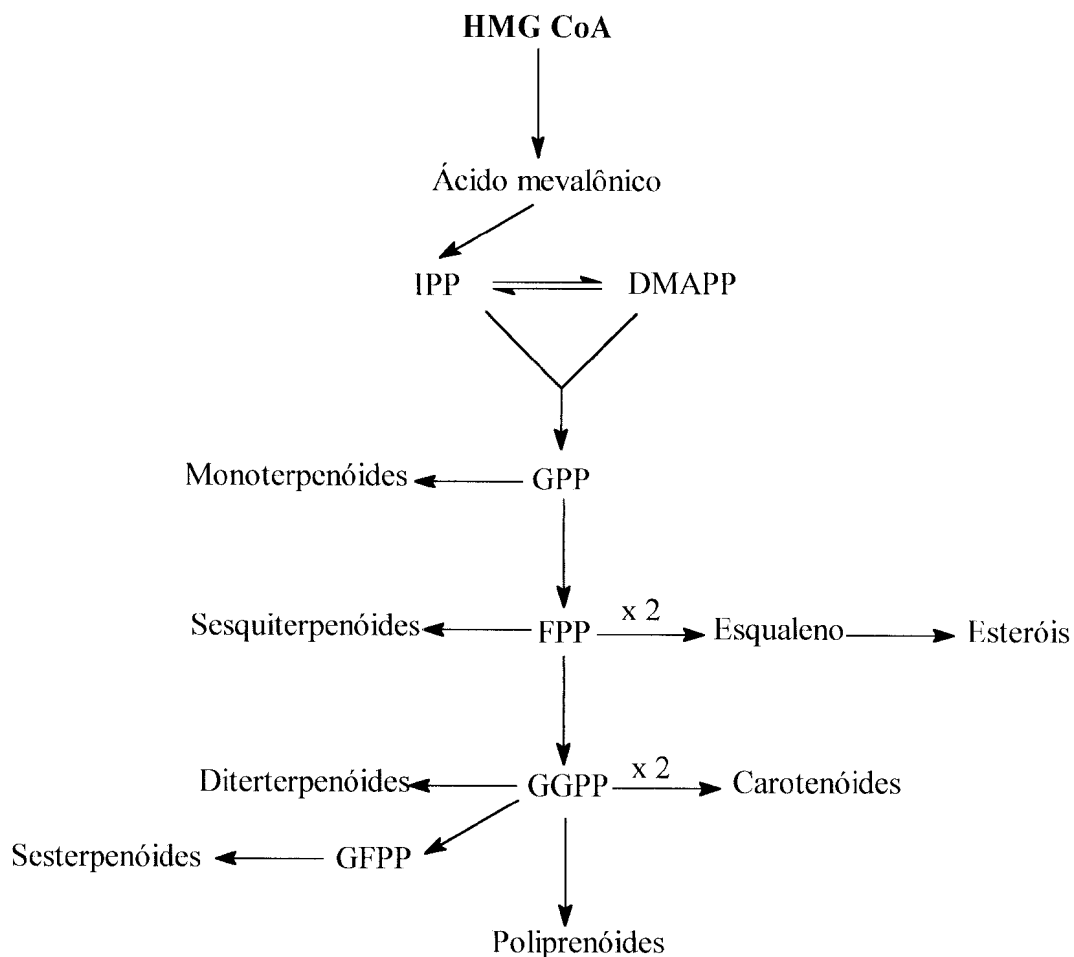 HMG CoA
Ácido mevalônico
IPP DMAPP
Monoterpenóides GPP
Sesquiterpenóides FPP x 2 Esqualeno Esteróis
Diterterpenóides GGPP x 2 Carotenóides
Sesterpenóides GFPP
Poliprenóides